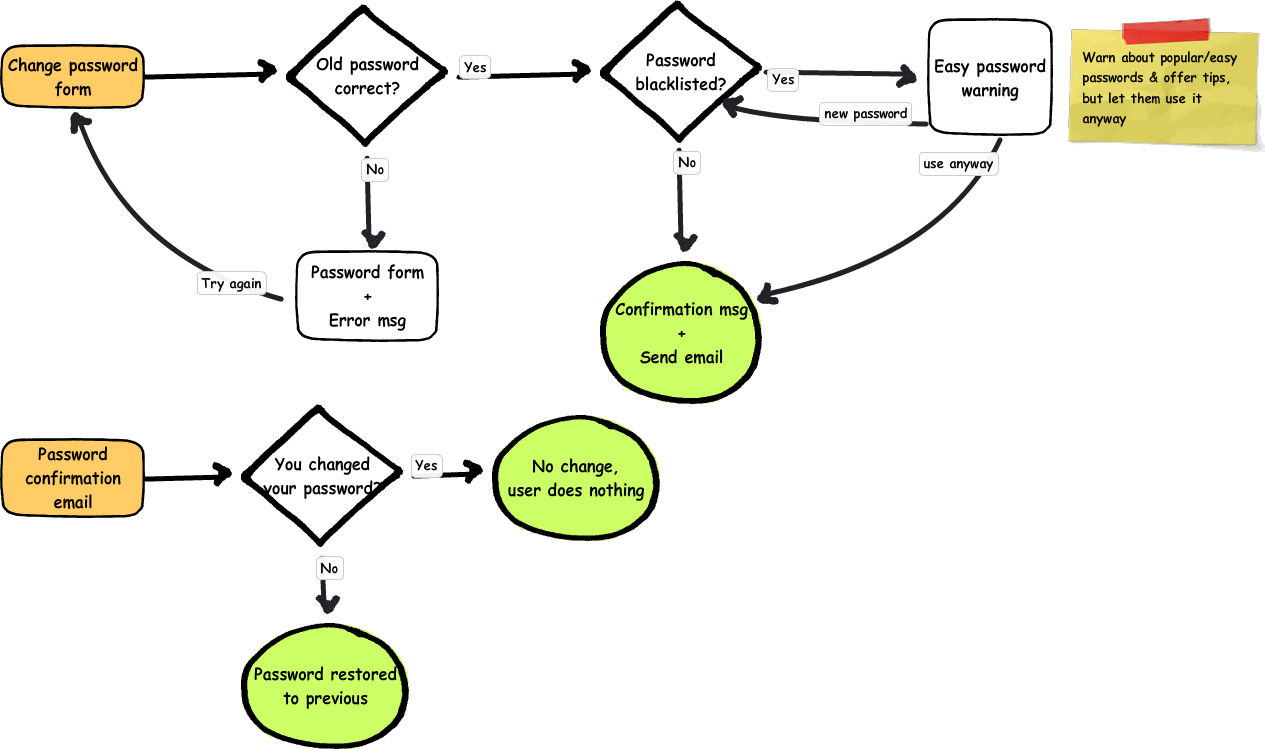 Change password
form
Old password
correct?
Yes
Password
blacklisted?
Yes
Easy password
warning
Warn about popular/easy
passwords & offer tips,
but let them use it
anyway
new password
No
No
use anyway
Try again
Password form
+
Error msg
Confirmation msg
+
Send email
Password
confirmation
email
You changed
your password?
Yes
No change,
user does nothing
No
Password restored
to previous